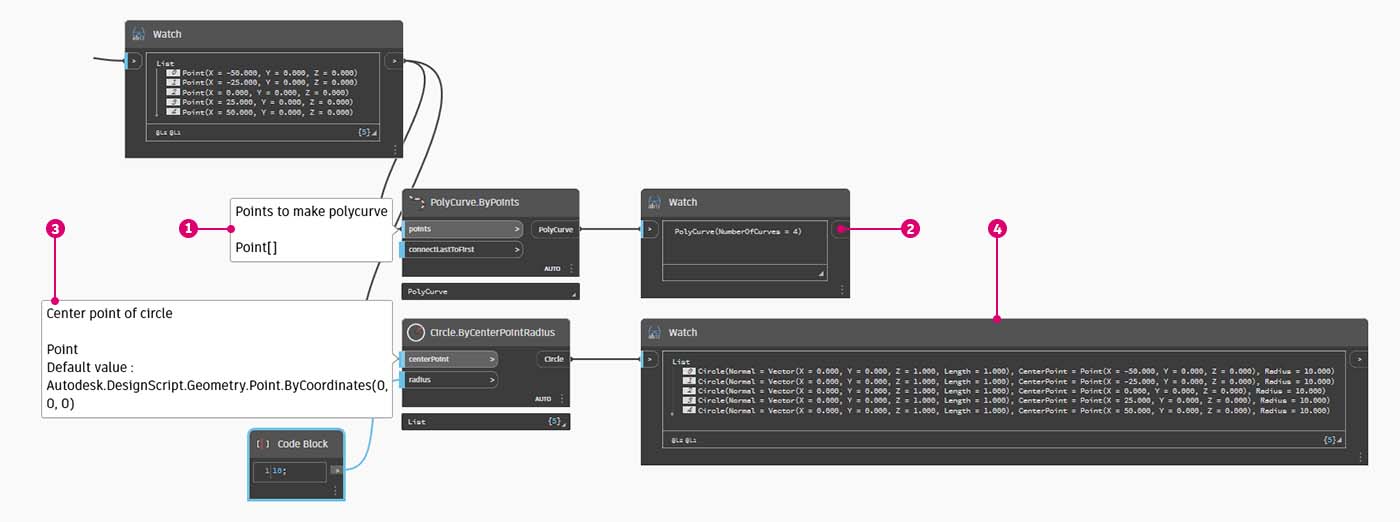 Watch
>
>
List
0 Point(X = -50.000, Y = 0.000, Z = 0.000)
1 Point(X = -25.000, Y = 0.000, Z = 0.000)
2 Point(X = 0.000, Y = 0.000, Z = 0.000)
3 Point(X = 25.000, Y = 0.000, Z = 0.000)
4 Point(X = 50.000, Y = 0.000, Z = 0.000)
@L2 @L1
{5}
3
1
Points to make polycurve
Point[]
PolyCurve.ByPoints
points >
PolyCurve
connectLastToFirst >
AUTO
PolyCurve
Watch
>
PolyCurve(NumberOfCurves = 4)
2
4
Center point of circle
Point
Default value :
Autodesk.DesignScript.Geometry.Point.ByCoordinates(0,
0, 0)
Circle.ByCenterPointRadius
centerPoint >
Circle
radius >
AUTO
List
{5}
Watch
>
>
List
0 Circle(Normal = Vector(X = 0.000, Y = 0.000, Z = 1.000, Length = 1.000), CenterPoint = Point(X = -50.000, Y = 0.000, Z = 0.000), Radius = 10.000)
1 Circle(Normal = Vector(X = 0.000, Y = 0.000, Z = 1.000, Length = 1.000), CenterPoint = Point(X = -25.000, Y = 0.000, Z = 0.000), Radius = 10.000)
2 Circle(Normal = Vector(X = 0.000, Y = 0.000, Z = 1.000, Length = 1.000), CenterPoint = Point(X = 0.000, Y = 0.000, Z = 0.000), Radius = 10.000)
3 Circle(Normal = Vector(X = 0.000, Y = 0.000, Z = 1.000, Length = 1.000), CenterPoint = Point(X = 25.000, Y = 0.000, Z = 0.000), Radius = 10.000)
4 Circle(Normal = Vector(X = 0.000, Y = 0.000, Z = 1.000, Length = 1.000), CenterPoint = Point(X = 50.000, Y = 0.000, Z = 0.000), Radius = 10.000)
@L2 @L1
{5}
Code Block
1 10;
>